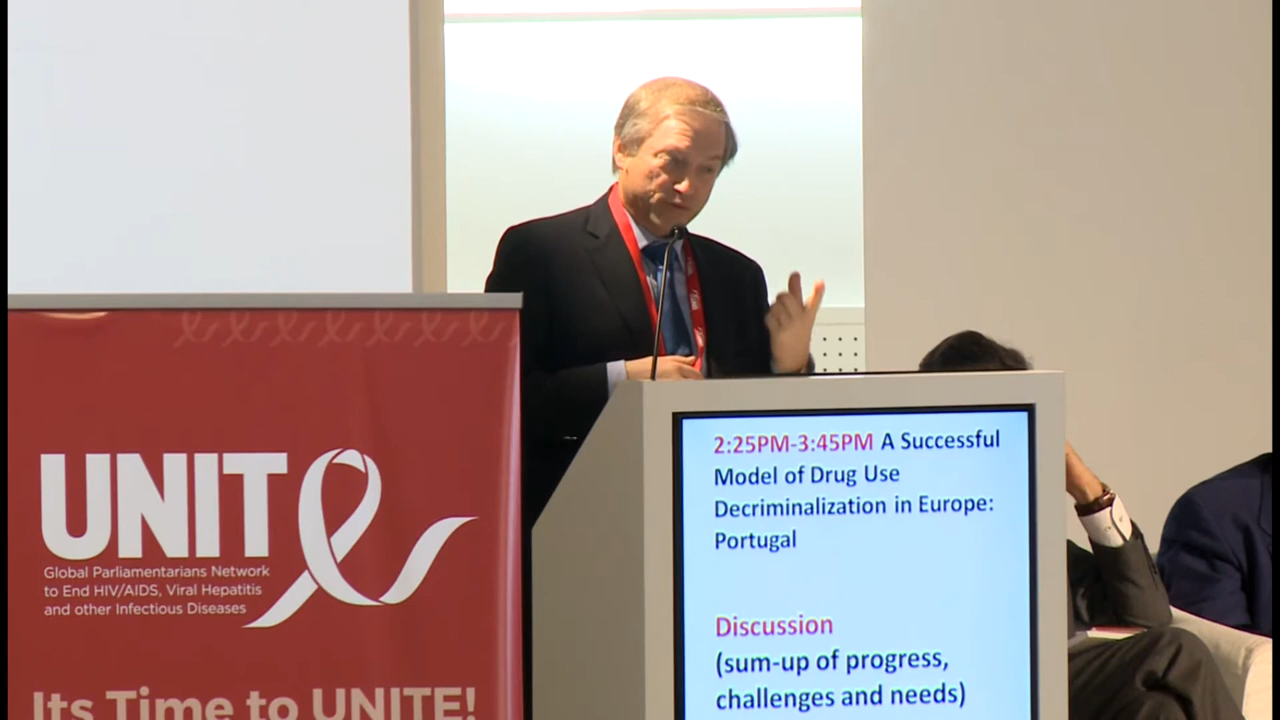 UNITE
Global Parliamentarians Network
to End HIV/AIDS, Viral Hepatitis
and other Infectious Diseases
Its Time to UNITE!
2:25PM-3:45PM A Successful
Model of Drug Use
Decriminalization in Europe:
Portugal
Discussion
(sum-up of progress,
challenges and needs)